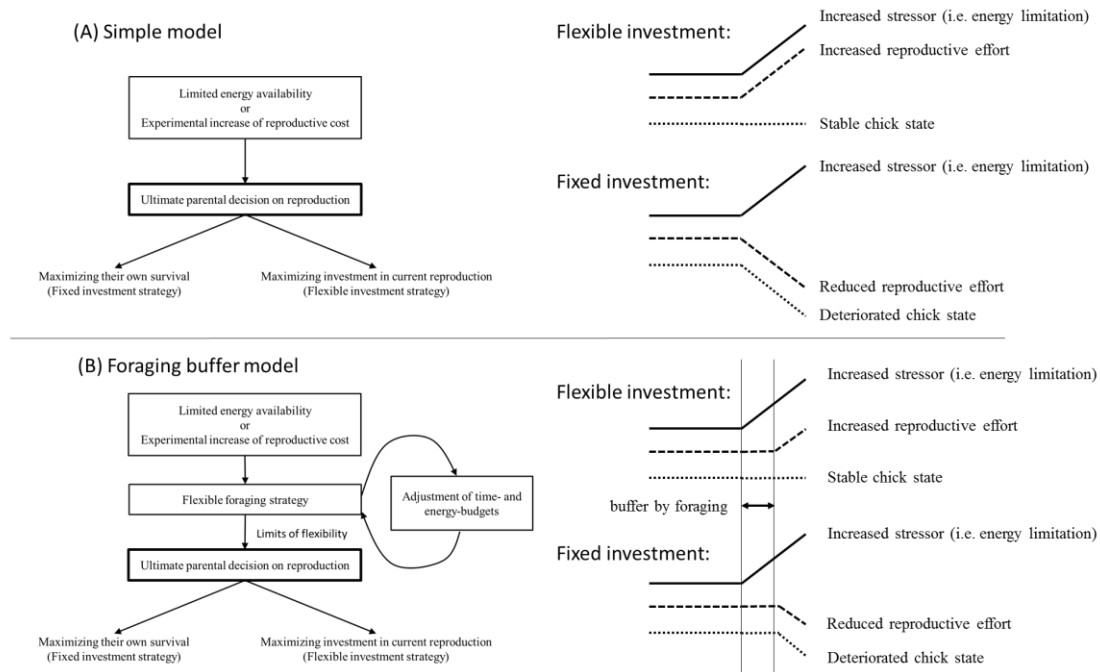 (A) Simple model
Limited energy availability
or
Experimental increase of reproductive cost
Ultimate parental decision on reproduction
Maximizing their own survival
(Fixed investment strategy)
Maximizing investment in current reproduction
(Flexible investment strategy)
Flexible investment:
Increased stressor (i.e. energy limitation)
Increased reproductive effort
Stable chick state
Fixed investment:
Increased stressor (i.e. energy limitation)
Reduced reproductive effort
Deteriorated chick state
(B) Foraging buffer model
Limited energy availability
or
Experimental increase of reproductive cost
Flexible foraging strategy
Adjustment of time- and
energy-budgets
Limits of flexibility
Ultimate parental decision on reproduction
Maximizing their own survival
(Fixed investment strategy)
Maximizing investment in current reproduction
(Flexible investment strategy)
Flexible investment:
Increased stressor (i.e. energy limitation)
Increased reproductive effort
Stable chick state
buffer by foraging
Fixed investment:
Increased stressor (i.e. energy limitation)
Reduced reproductive effort
Deteriorated chick state